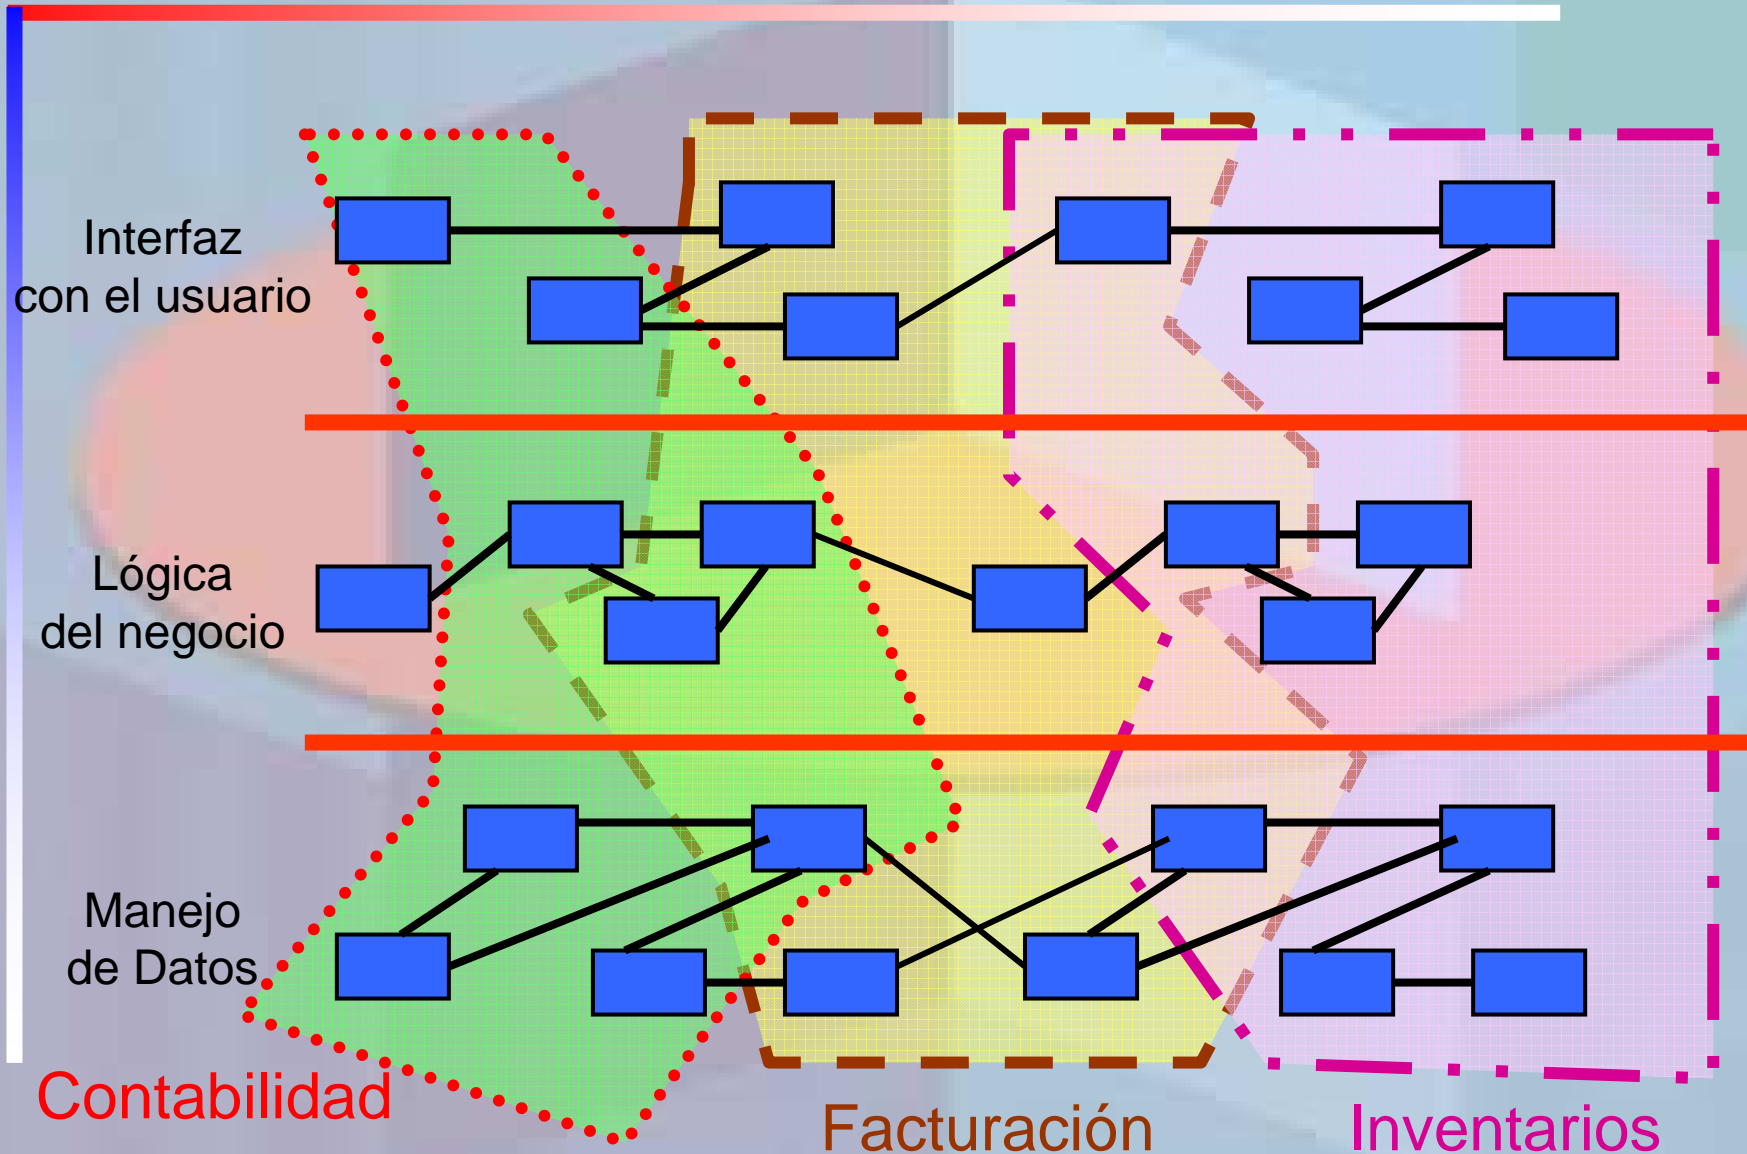 Interfaz
con el usuario
Lógica
del negocio
Manejo
de Datos
Contabilidad
Facturación
Inventarios